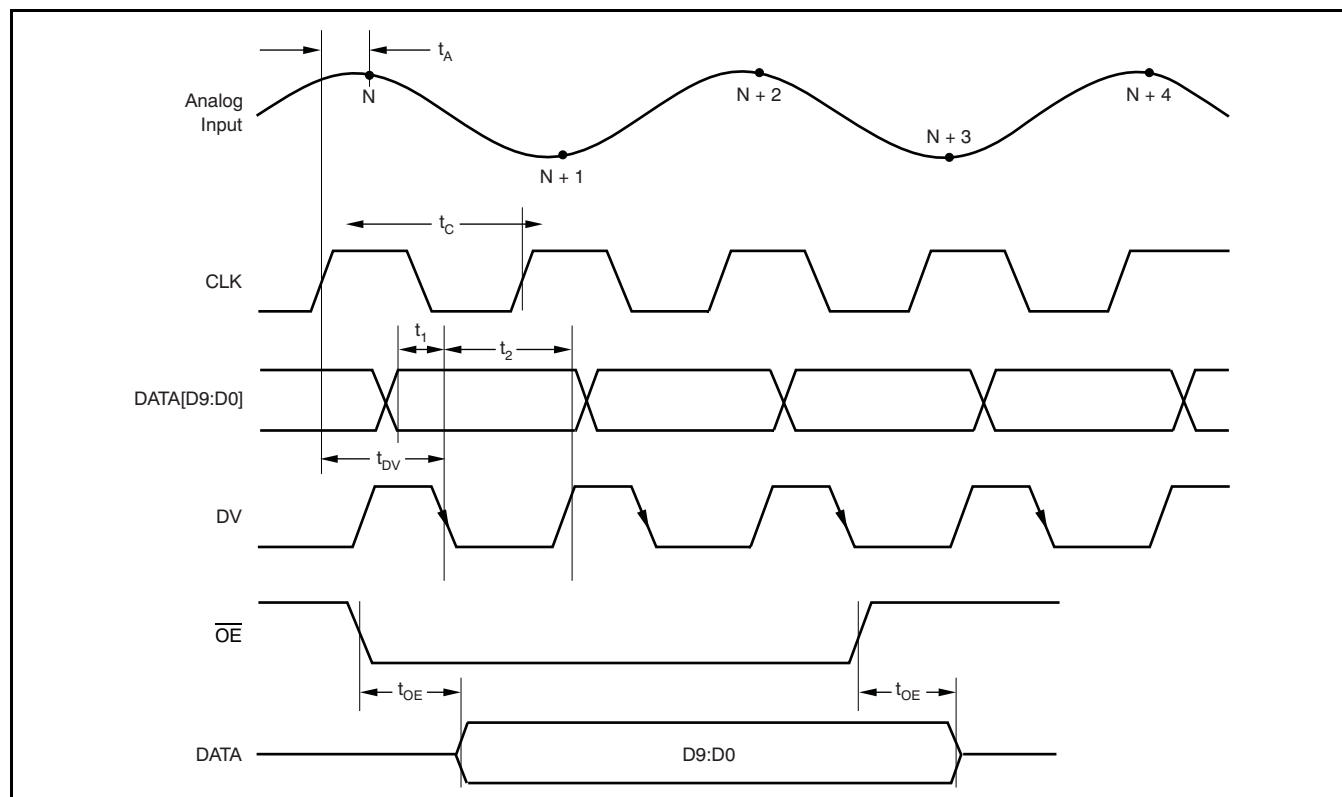 t_A
N
N + 2
N + 4
Analog
Input
N + 3
N + 1
t_C
CLK
t_1
t_2
DATA[D9:D0]
t_DV
DV
O̅E̅
t_OE
t_OE
DATA
D9:D0